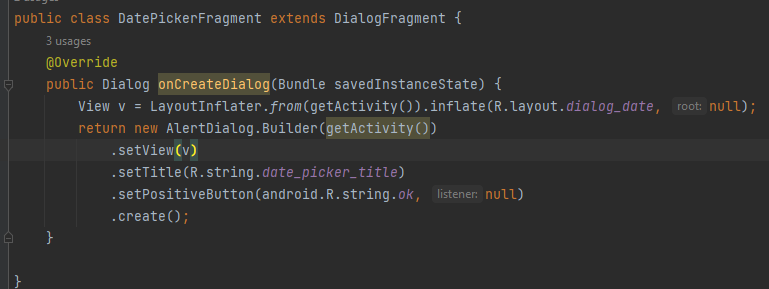 public class DatePickerFragment extends DialogFragment {
3 usages
@Override
public Dialog onCreateDialog(Bundle savedInstanceState) {
View v = LayoutInflater.from(getActivity()).inflate(R.layout.dialog_date, root: null);
return new AlertDialog.Builder(getActivity())
.setView(v)
.setTitle(R.string.date_picker_title)
.setPositiveButton(android.R.string.ok, listener: null)
.create();
}
}